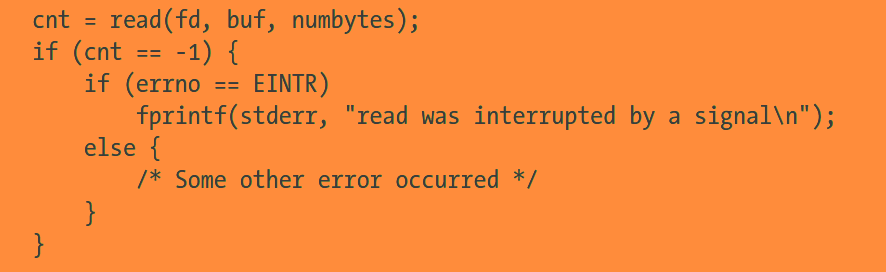 cnt = read(fd, buf, numbytes);
if (cnt == -1) {
    if (errno == EINTR)
        fprintf(stderr, "read was interrupted by a signal\n");
    else {
        /* Some other error occurred */
    }
}